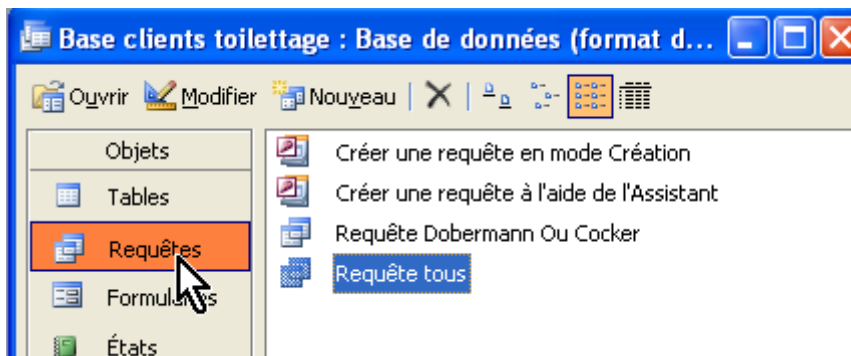 Base clients toilettage : Base de données (format d...
Ouvrir Modifier Nouveau
Objets
Créer une requête en mode Création
Tables
Créer une requête à l'aide de l'Assistant
Requêtes
Requête Dobermann Ou Cocker
Requête tous
Formulaires
États